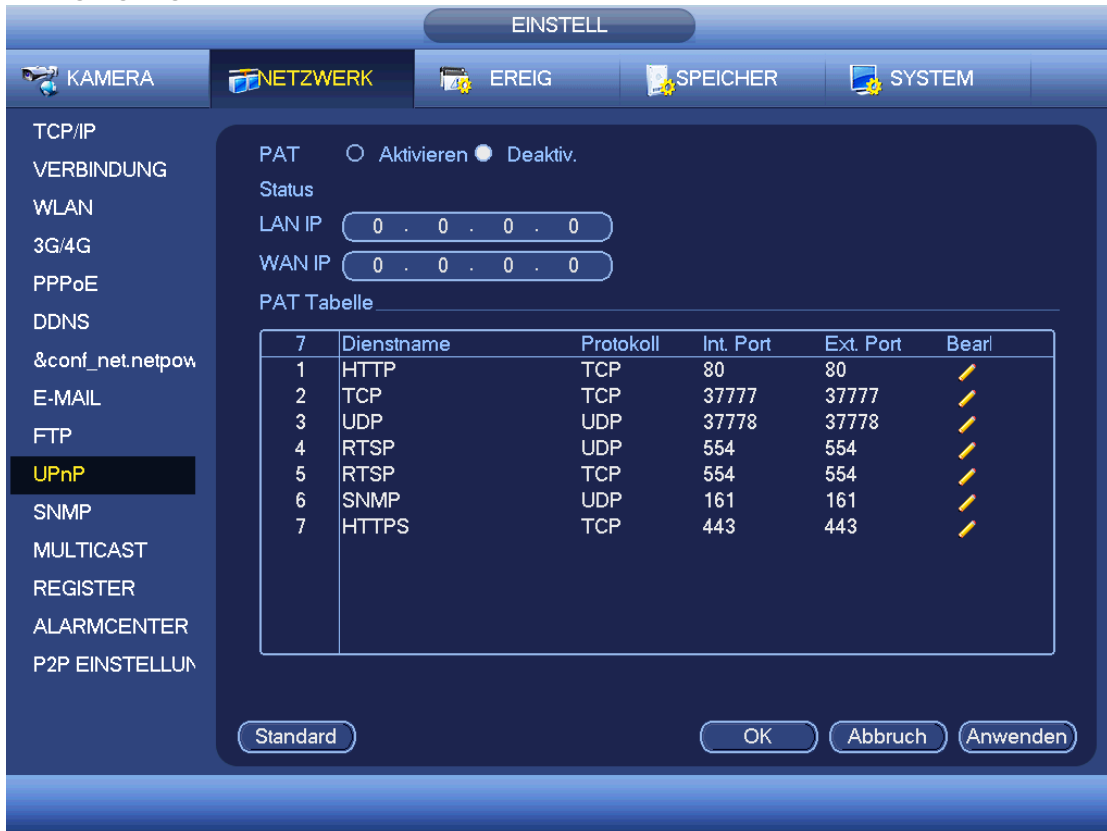 EINSTELL
KAMERA NETZWERK EREIG SPEICHER SYSTEM
TCP/IP
VERBINDUNG
WLAN
3G/4G
PPPoE
DDNS
&conf_net.netpow
E-MAIL
FTP
UPnP
SNMP
MULTICAST
REGISTER
ALARMCENTER
P2P EINSTELLUN
PAT Aktivieren Deaktiv.
Status
LAN IP 0 . 0 . 0 . 0
WAN IP 0 . 0 . 0 . 0
PAT Tabelle
7 Dienstname Protokoll Int. Port Ext. Port Bearl
1 HTTP TCP 80 80
2 TCP TCP 37777 37777
3 UDP UDP 37778 37778
4 RTSP UDP 554 554
5 RTSP TCP 554 554
6 SNMP UDP 161 161
7 HTTPS TCP 443 443
Standard OK Abbruch Anwenden